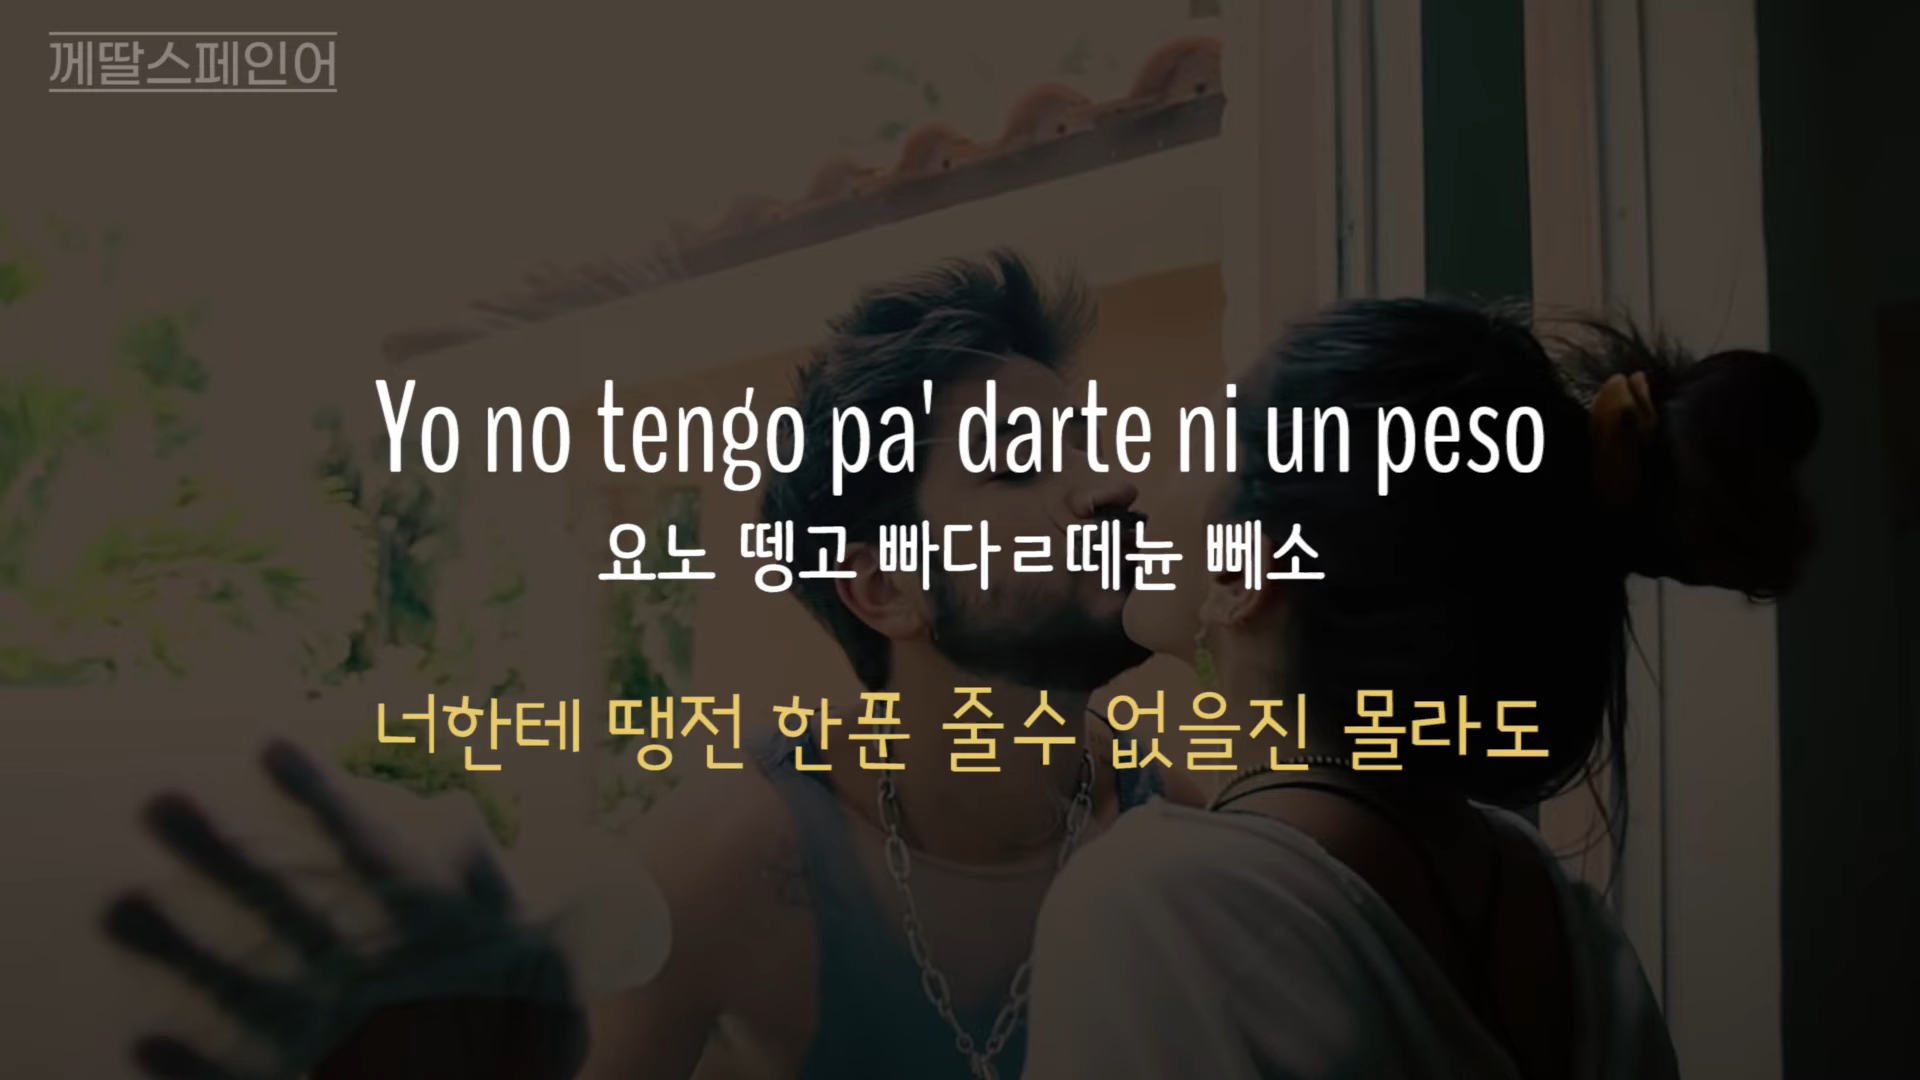 께딸스페인어
Yo no tengo pa' darte ni un peso
요노 뗑고 빠다ㄹ떼뉸 뻬소
너한테 땡전 한푼 줄수 없을진 몰라도